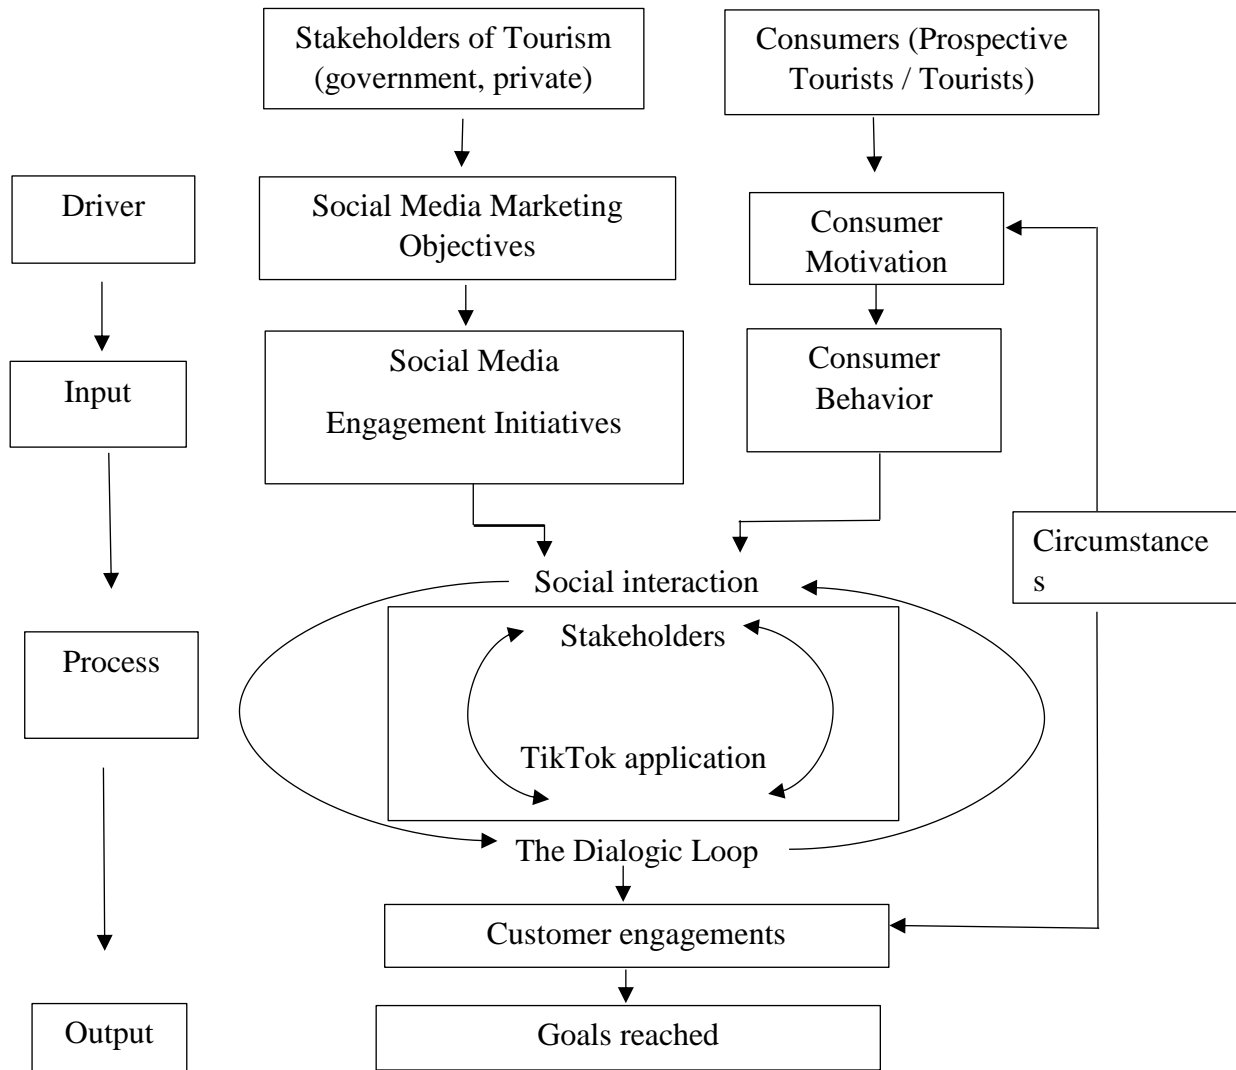 Stakeholders of Tourism
(government, private)
Consumers (Prospective
Tourists / Tourists)
Driver
Social Media Marketing
Objectives
Consumer
Motivation
Input
Social Media
Engagement Initiatives
Consumer
Behavior
Circumstance
s
Social interaction
Process
Stakeholders
TikTok application
The Dialogic Loop
Customer engagements
Output
Goals reached